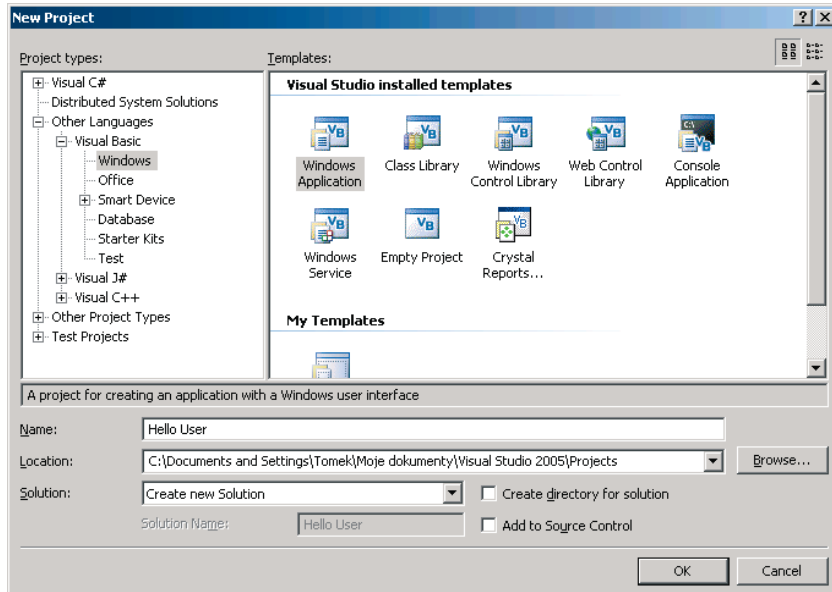 New Project
Project types:
Templates:
Visual C#
Distributed System Solutions
Other Languages
Visual Basic
Windows
Office
Smart Device
Database
Starter Kits
Test
Visual J#
Visual C++
Other Project Types
Test Projects
Visual Studio installed templates
Windows
Application
Class Library
Windows
Control Library
Web Control
Library
Console
Application
Windows
Service
Empty Project
Crystal
Reports...
My Templates
A project for creating an application with a Windows user interface
Name:
Hello User
Location:
C:\Documents and Settings\Tomek\Moje dokumenty\Visual Studio 2005\Projects
Browse...
Solution:
Create new Solution
Create directory for solution
Solution Name:
Hello User
Add to Source Control
OK
Cancel